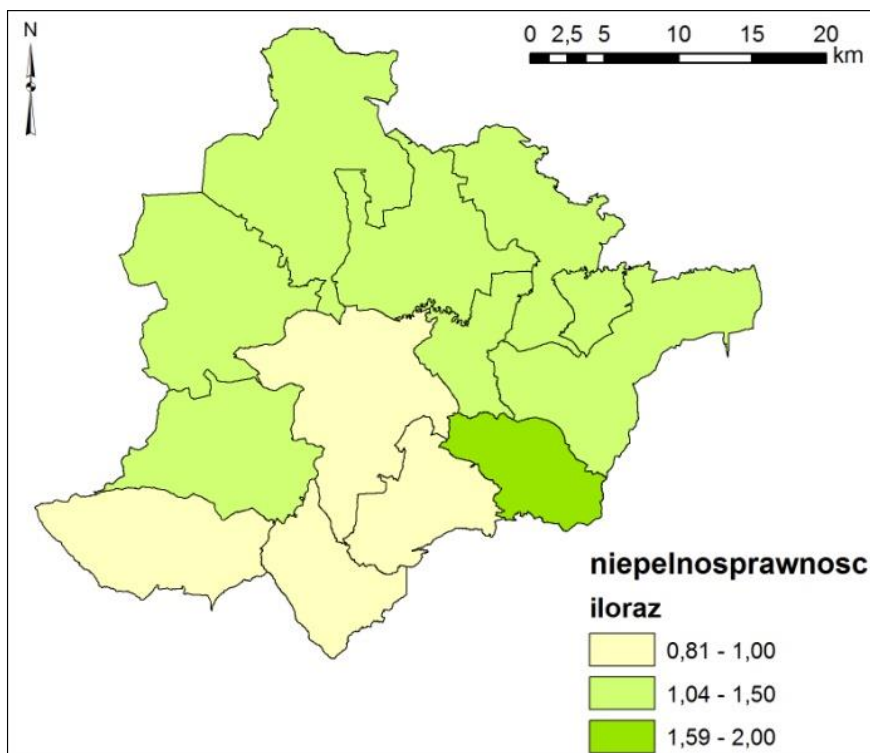 N
0 2,5 5 10 15 20
km
niepelnosprawnosc
iloraz
0,81 - 1,00
1,04 - 1,50
1,59 - 2,00